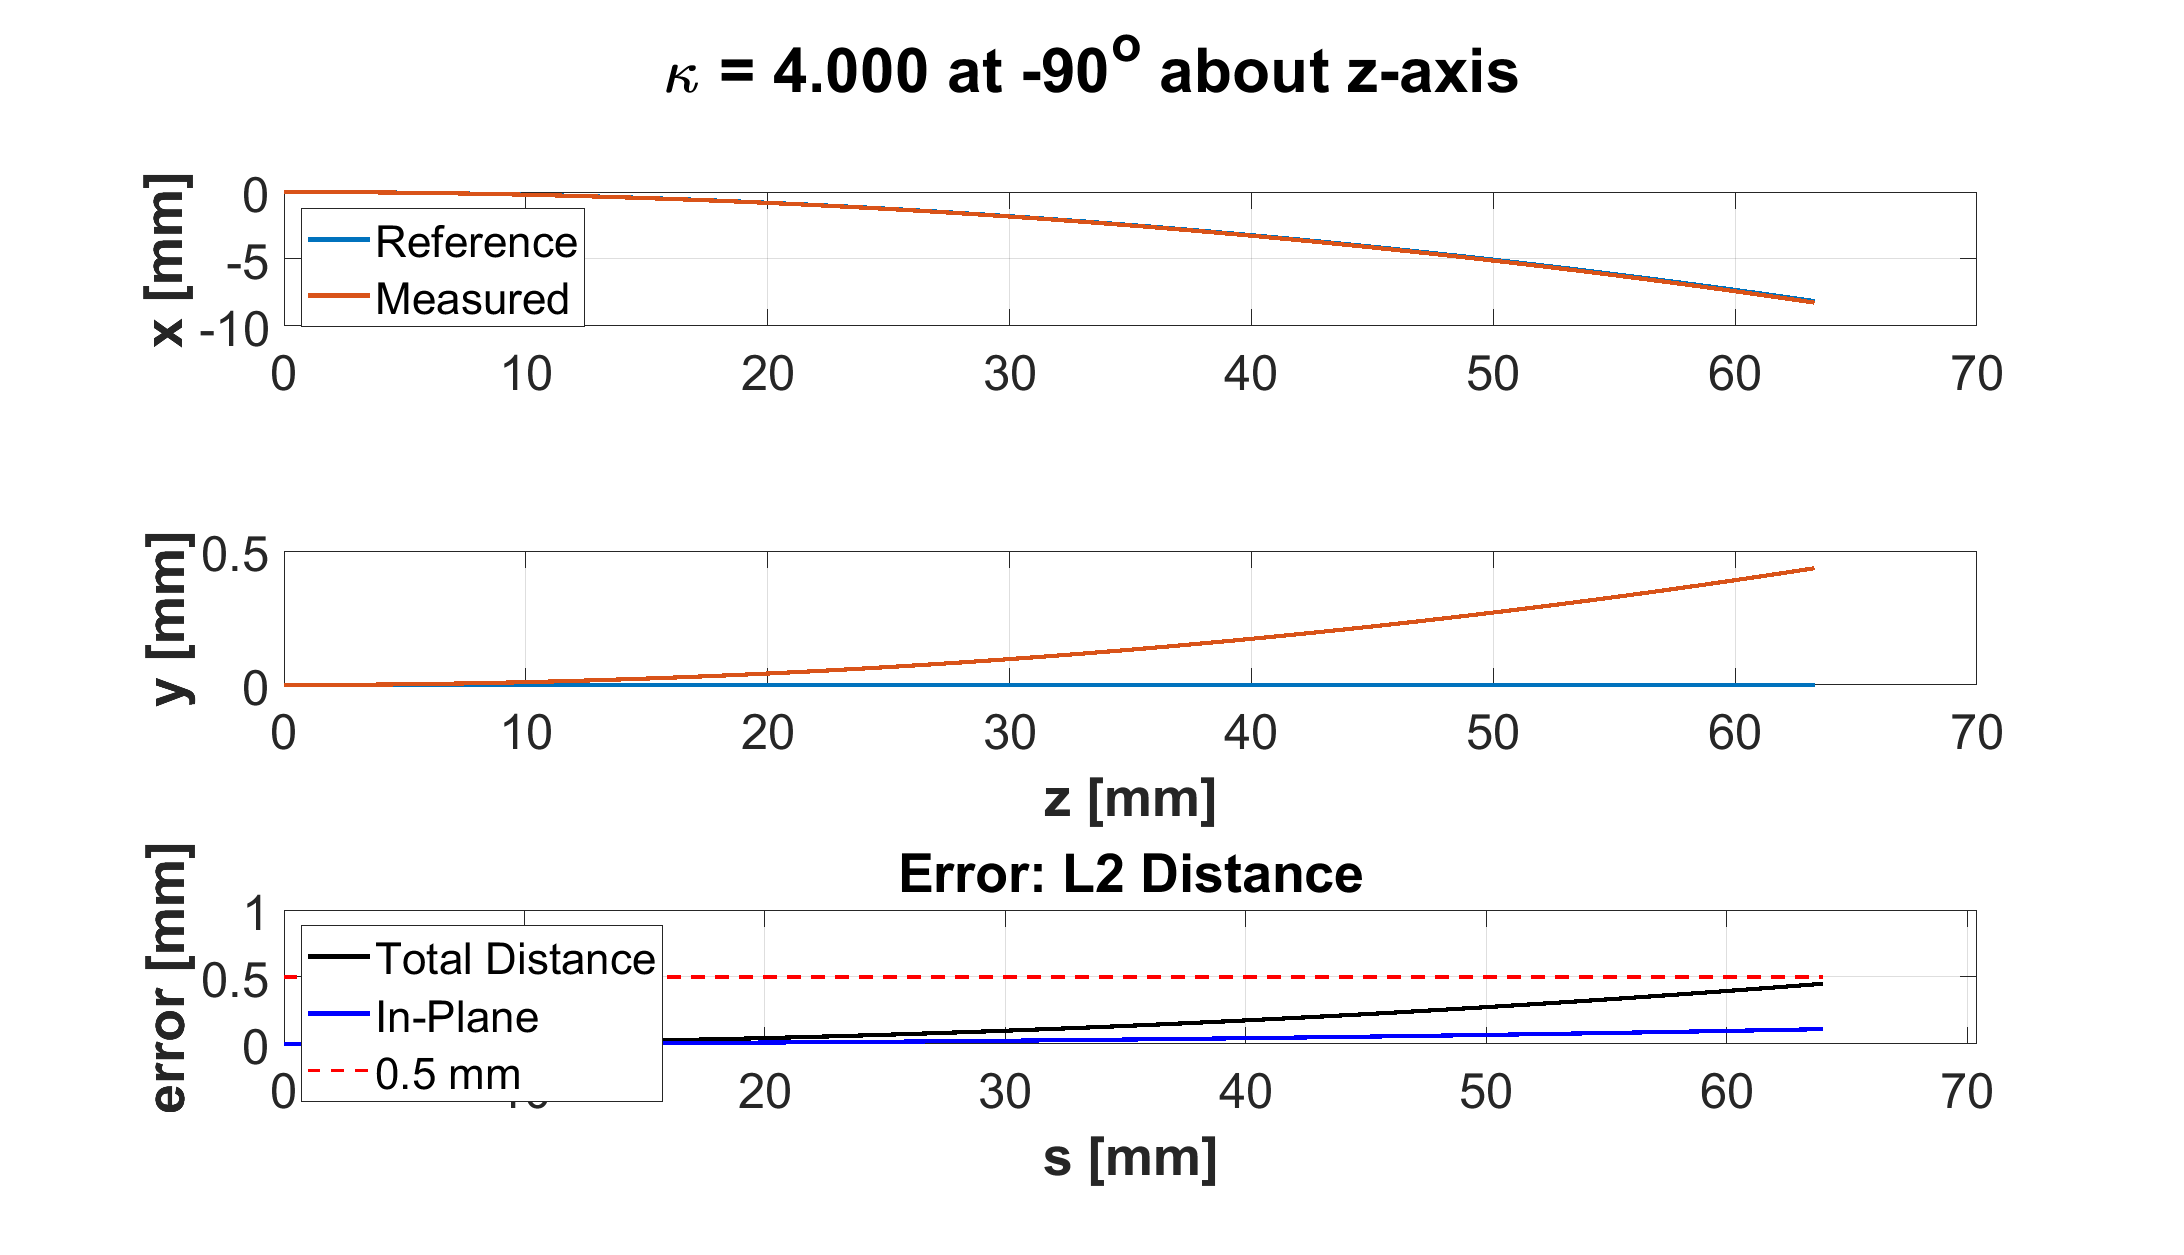 κ = 4.000 at -90° about z-axis
x [mm]
0
-5
-10
Reference
Measured
0 10 20 30 40 50 60 70
y [mm]
0.5
0
0 10 20 30 40 50 60 70
z [mm]
Error: L2 Distance
error [mm]
1
0.5
0
Total Distance
In-Plane
0.5 mm
0 20 30 40 50 60 70
s [mm]